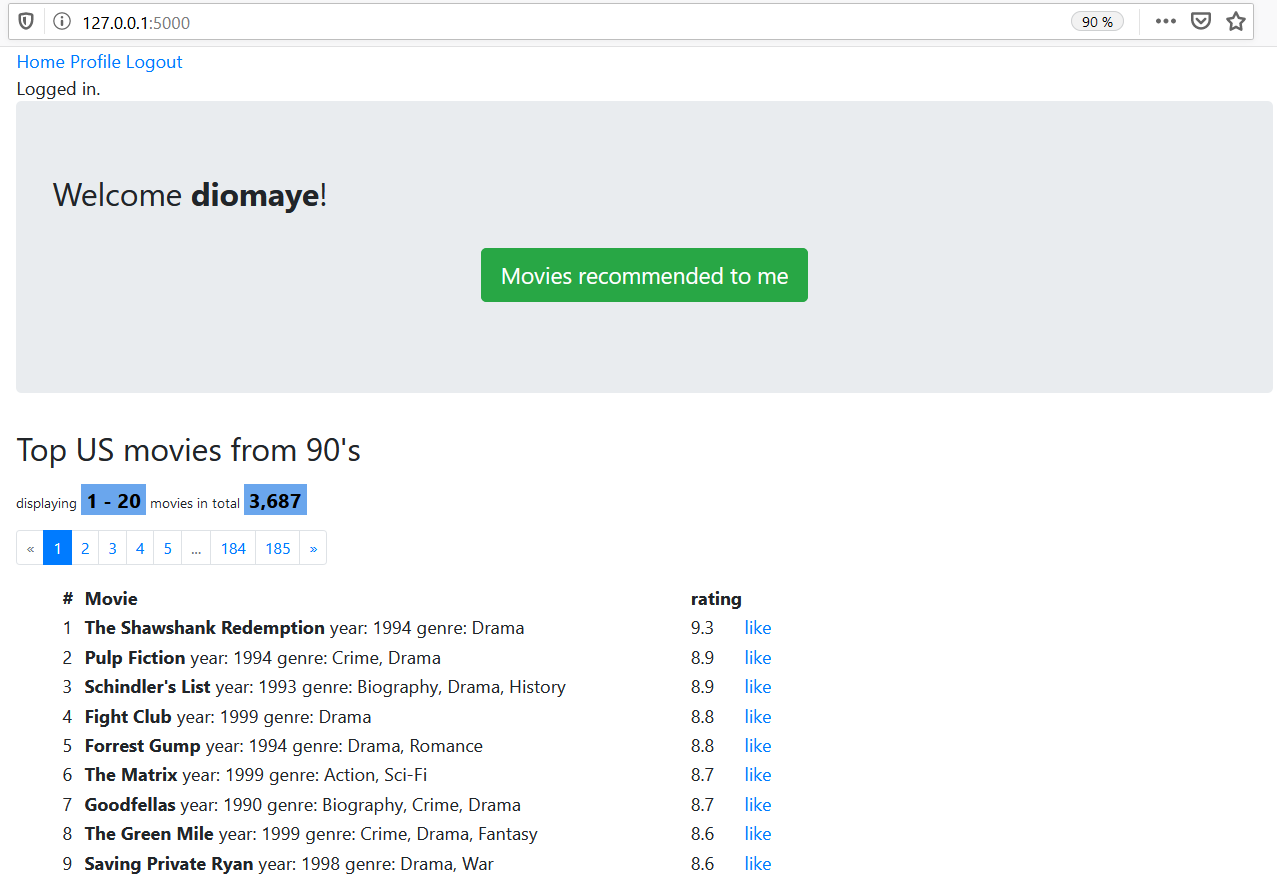 127.0.0.1:5000 90 %
Home Profile Logout
Logged in.
Welcome diomaye!
Movies recommended to me
Top US movies from 90's
displaying 1 - 20 movies in total 3,687
« 1 2 3 4 5 ... 184 185 »
# Movie rating
1 The Shawshank Redemption year: 1994 genre: Drama 9.3 like
2 Pulp Fiction year: 1994 genre: Crime, Drama 8.9 like
3 Schindler's List year: 1993 genre: Biography, Drama, History 8.9 like
4 Fight Club year: 1999 genre: Drama 8.8 like
5 Forrest Gump year: 1994 genre: Drama, Romance 8.8 like
6 The Matrix year: 1999 genre: Action, Sci-Fi 8.7 like
7 Goodfellas year: 1990 genre: Biography, Crime, Drama 8.7 like
8 The Green Mile year: 1999 genre: Crime, Drama, Fantasy 8.6 like
9 Saving Private Ryan year: 1998 genre: Drama, War 8.6 like